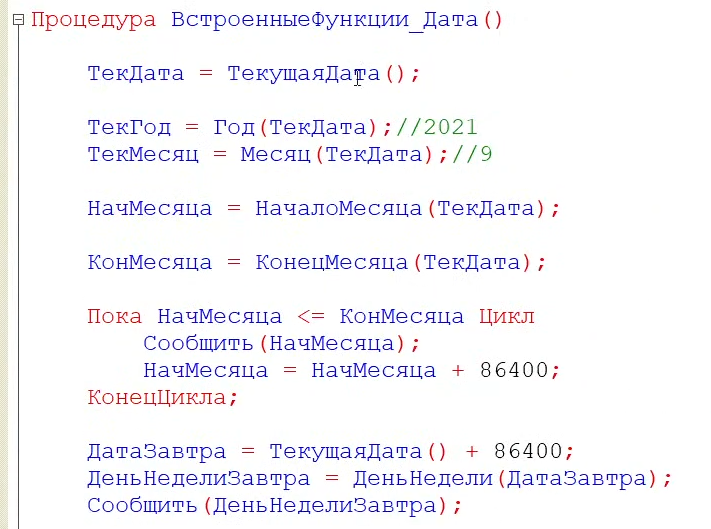 Процедура ВстроенныеФункции_Дата()
ТекДата = ТекущаяДата();
ТекГод = Год(ТекДата);//2021
ТекМесяц = Месяц(ТекДата);//9
НачМесяца = НачалоМесяца(ТекДата);
КонМесяца = КонецМесяца(ТекДата);
Пока НачМесяца <= КонМесяца Цикл
Сообщить(НачМесяца);
НачМесяца = НачМесяца + 86400;
КонецЦикла;
ДатаЗавтра = ТекущаяДата() + 86400;
ДеньНеделиЗавтра = ДеньНедели(ДатаЗавтра);
Сообщить(ДеньНеделиЗавтра);